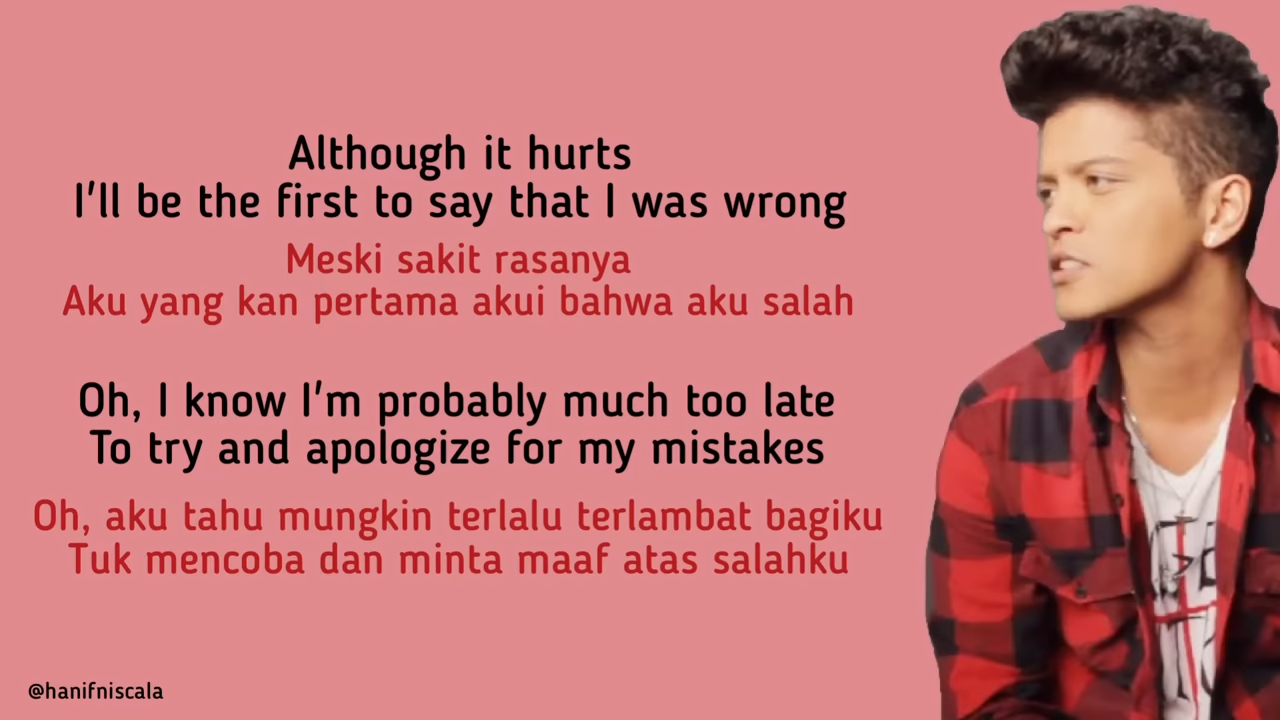 Although it hurts
I'll be the first to say that I was wrong
Meski sakit rasanya
Aku yang kan pertama akui bahwa aku salah
Oh, I know I'm probably much too late
To try and apologize for my mistakes
Oh, aku tahu mungkin terlalu terlambat bagiku
Tuk mencoba dan minta maaf atas salahku
@hanifniscala